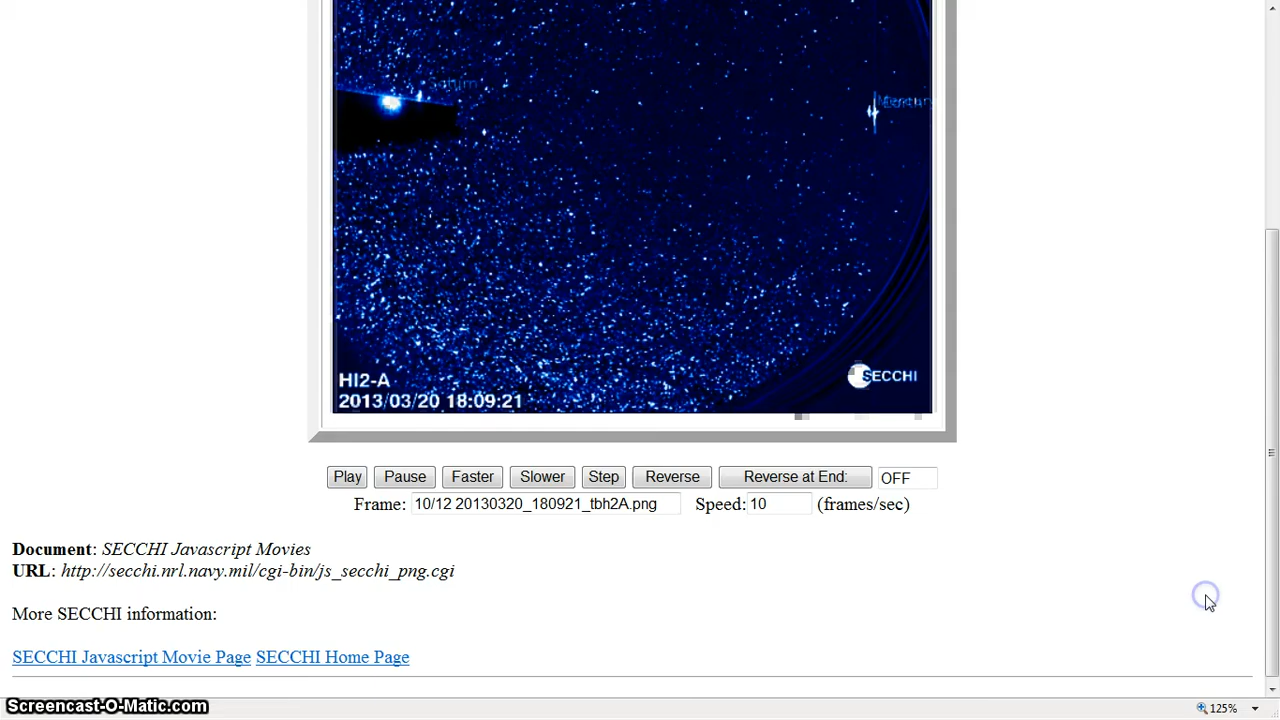 Mercury
HI2-A
2013/03/20 18:09:21
SECCHI
Play Pause Faster Slower Step Reverse Reverse at End: OFF
Frame: 10/12 20130320_180921_tbh2A.png Speed: 10 (frames/sec)
Document: SECCHI Javascript Movies
URL: http://secchi.nrl.navy.mil/cgi-bin/js_secchi_png.cgi
More SECCHI information:
SECCHI Javascript Movie Page SECCHI Home Page
Screencast-O-Matic.com
125%